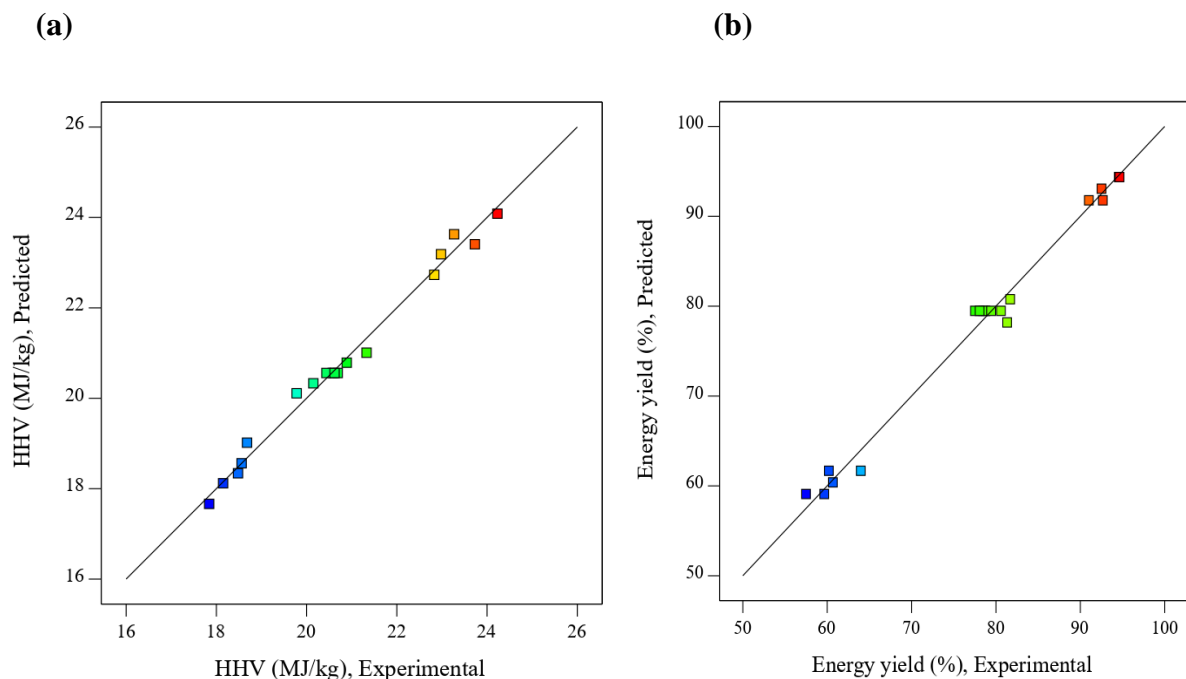 (a)
(b)
HHV (MJ/kg), Predicted
26
24
22
20
18
16
16 18 20 22 24 26
HHV (MJ/kg), Experimental
Energy yield (%), Predicted
100
90
80
70
60
50
50 60 70 80 90 100
Energy yield (%), Experimental